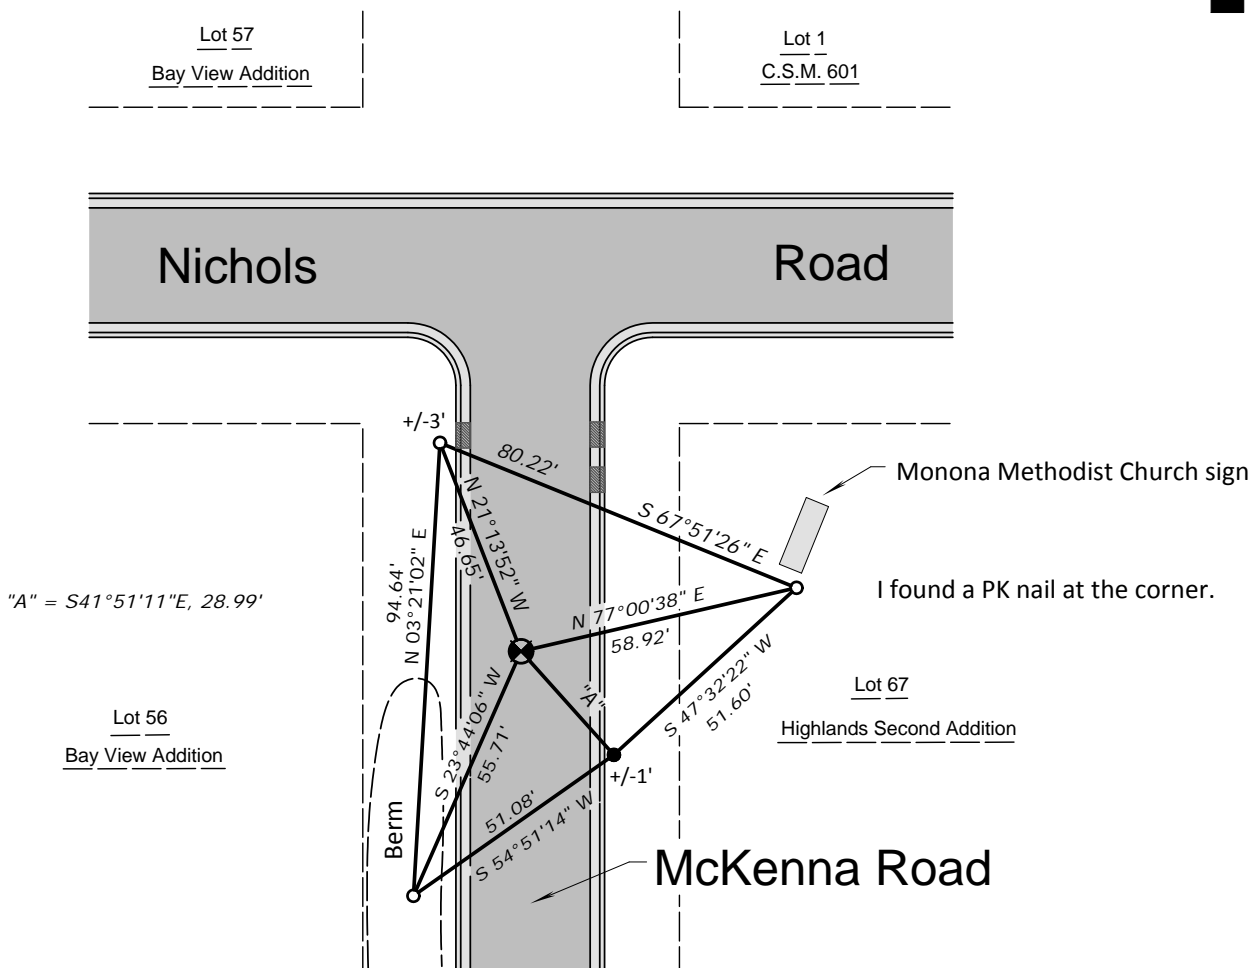 Lot 57
Bay View Addition
Lot 1
C.S.M. 601
Nichols
Road
+/-3'
80.22'
S 67°51'26" E
Monona Methodist Church sign
N 21°13'52" W
46.65'
94.64'
N 03°21'02" E
"A" = S41°51'11"E, 28.99'
I found a PK nail at the corner.
N 77°00'38" E
58.92'
"A"
S 47°32'22" W
51.60'
Lot 67
Highlands Second Addition
Lot 56
Bay View Addition
S 23°44'06" W
55.71'
+/-1'
51.08'
S 54°51'14" W
Berm
McKenna Road